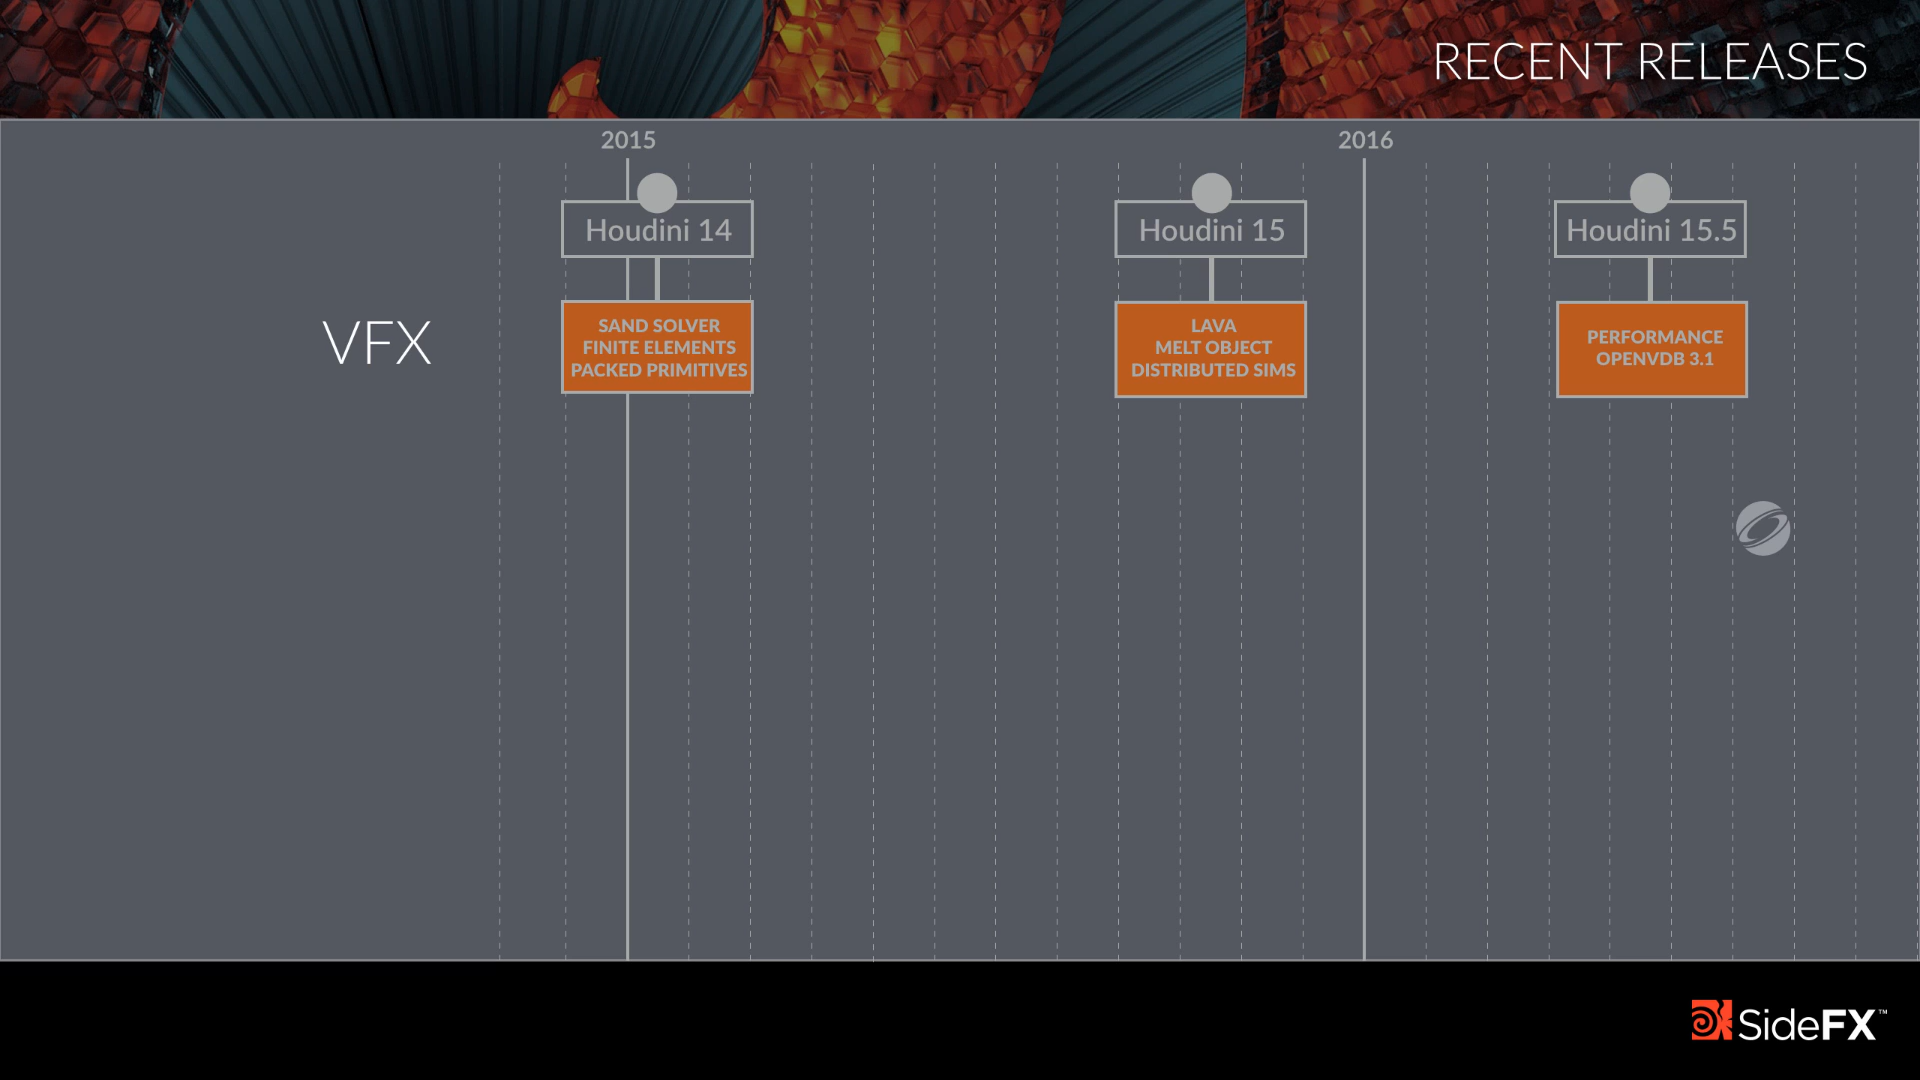 RECENT RELEASES
2015
2016
Houdini 14
Houdini 15
Houdini 15.5
VFX
SAND SOLVER
FINITE ELEMENTS
PACKED PRIMITIVES
LAVA
MELT OBJECT
DISTRIBUTED SIMS
PERFORMANCE
OPENVDB 3.1
SideFX™